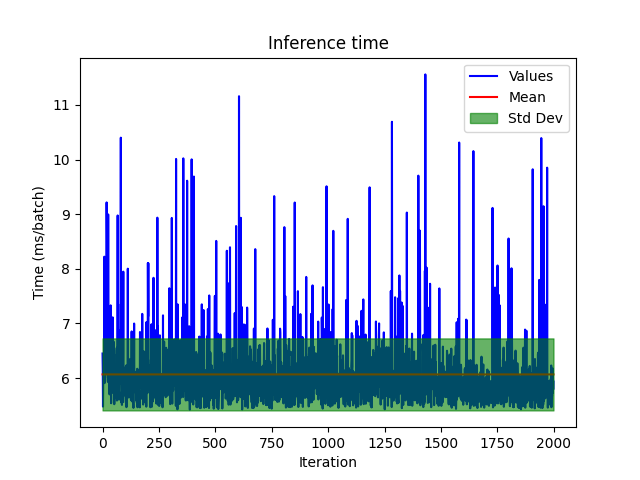 Inference time
Values
Mean
Std Dev
Time (ms/batch)
11
10
9
8
7
6
0
250
500
750
1000
1250
1500
1750
2000
Iteration